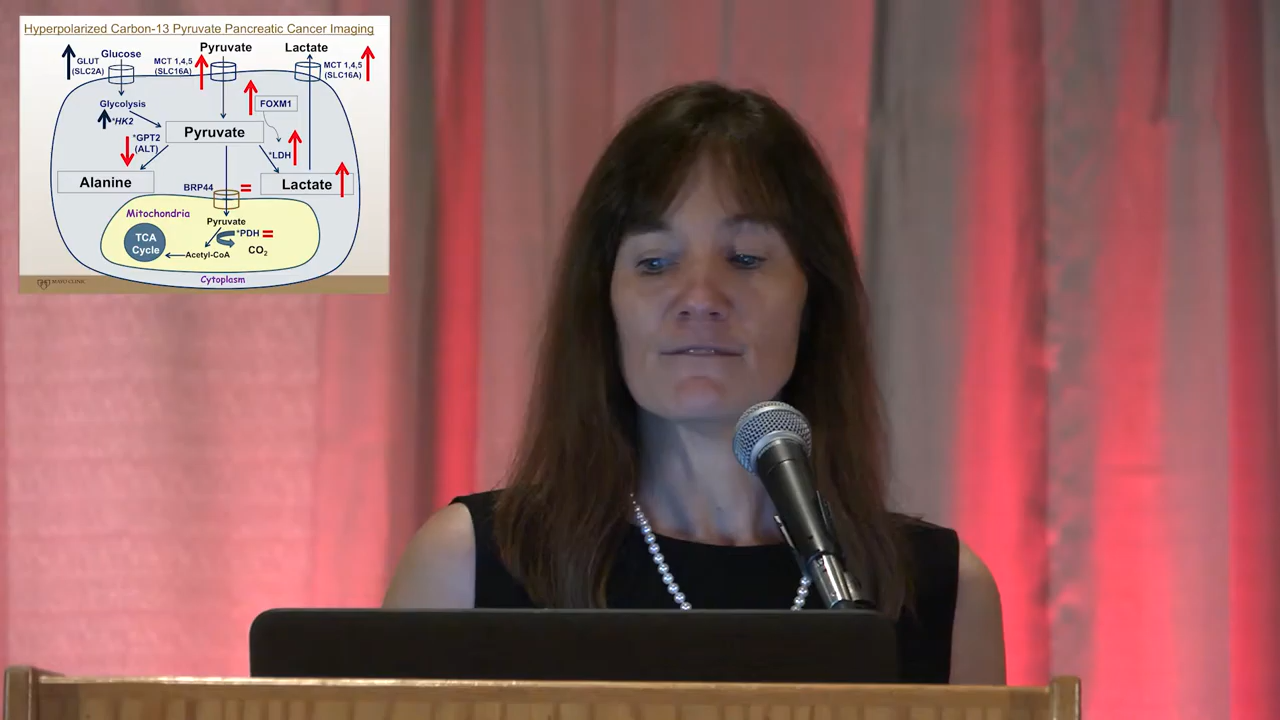 Hyperpolarized Carbon-13 Pyruvate Pancreatic Cancer Imaging
Glucose
Pyruvate
Lactate
GLUT
(SLC2A)
MCT 1,4,5
(SLC16A)
MCT 1,4,5
(SLC16A)
Glycolysis
*HK2
FOXM1
Pyruvate
*GPT2
(ALT)
*LDH
Alanine
Lactate
BRP44
=
Mitochondria
Pyruvate
*PDH =
TCA
Cycle
Acetyl-CoA
CO₂
Cytoplasm
MAYO CLINIC